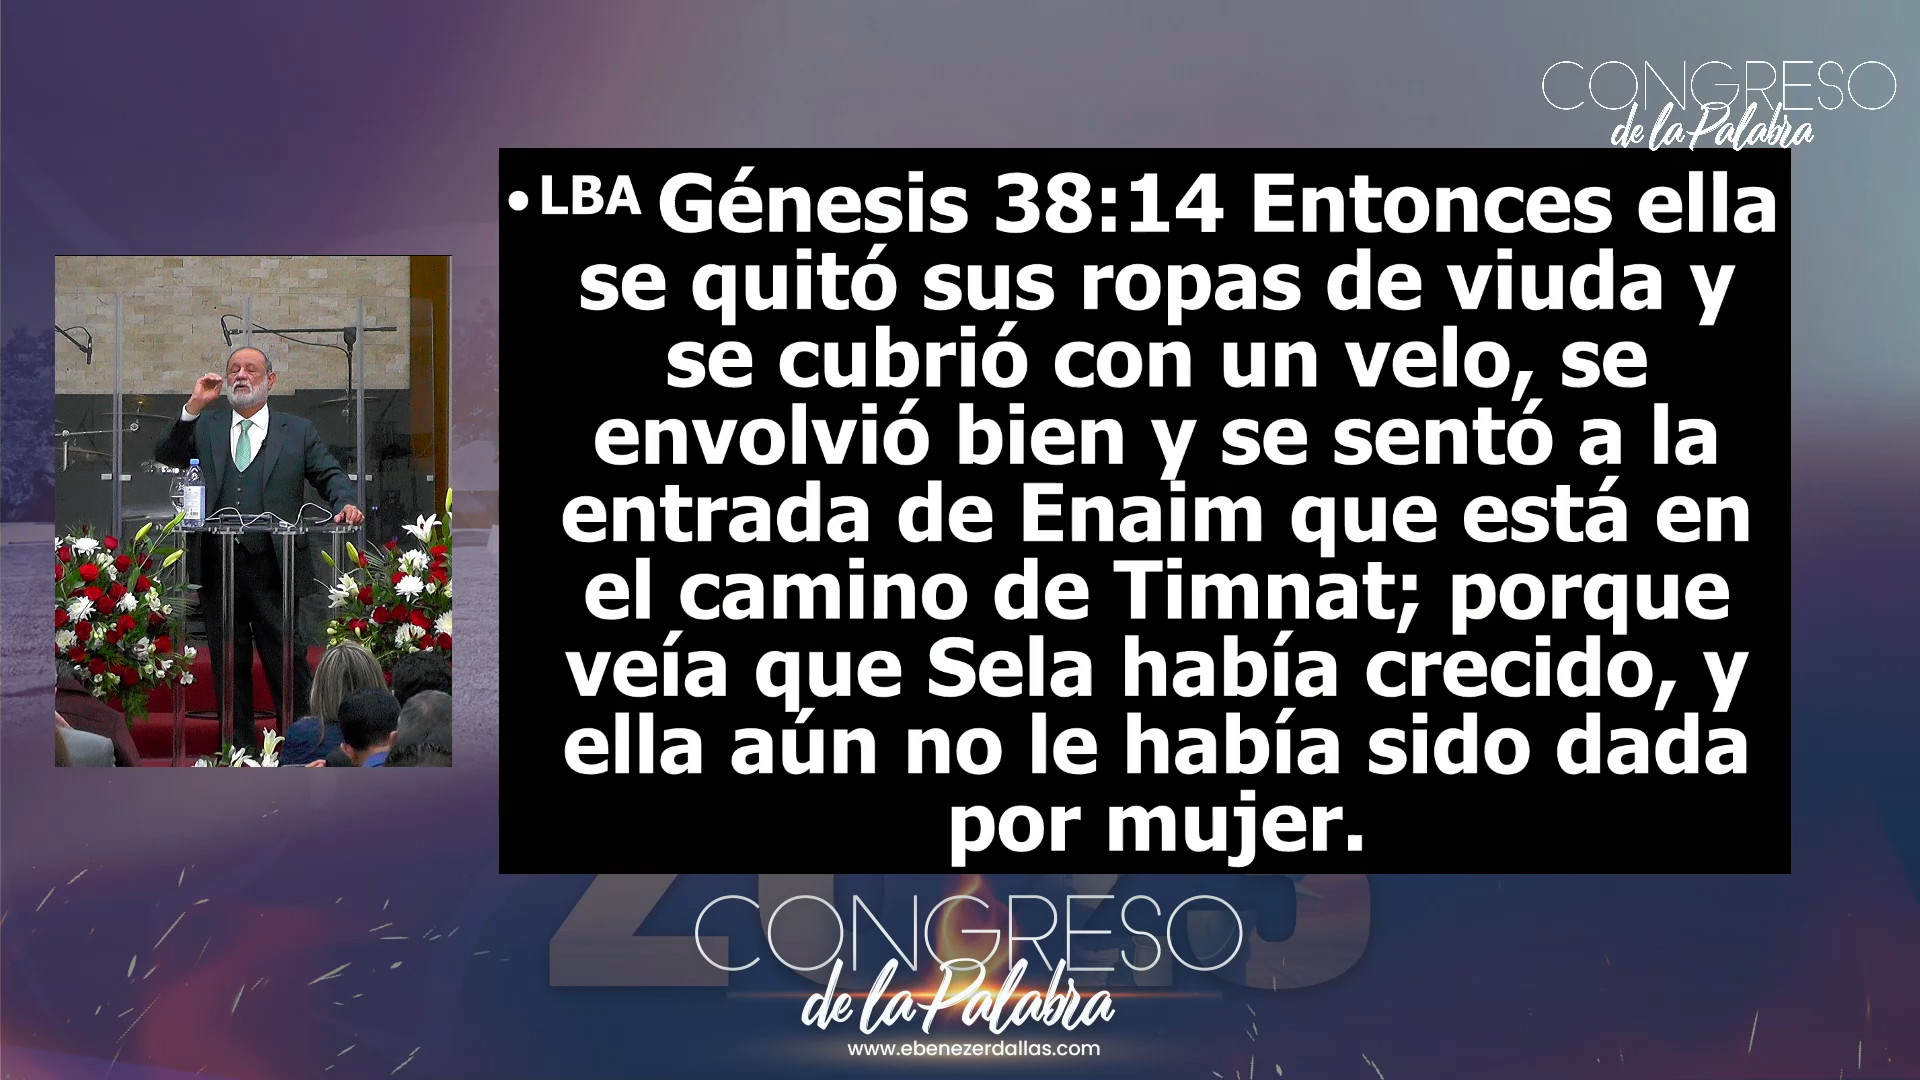 CONGRESO
de la Palabra
• LBA Génesis 38:14 Entonces ella
se quitó sus ropas de viuda y
se cubrió con un velo, se
envolvió bien y se sentó a la
entrada de Enaim que está en
el camino de Timnat; porque
veía que Sela había crecido, y
ella aún no le había sido dada
por mujer.
CONGRESO
de la Palabra
www.ebenezerdallas.com